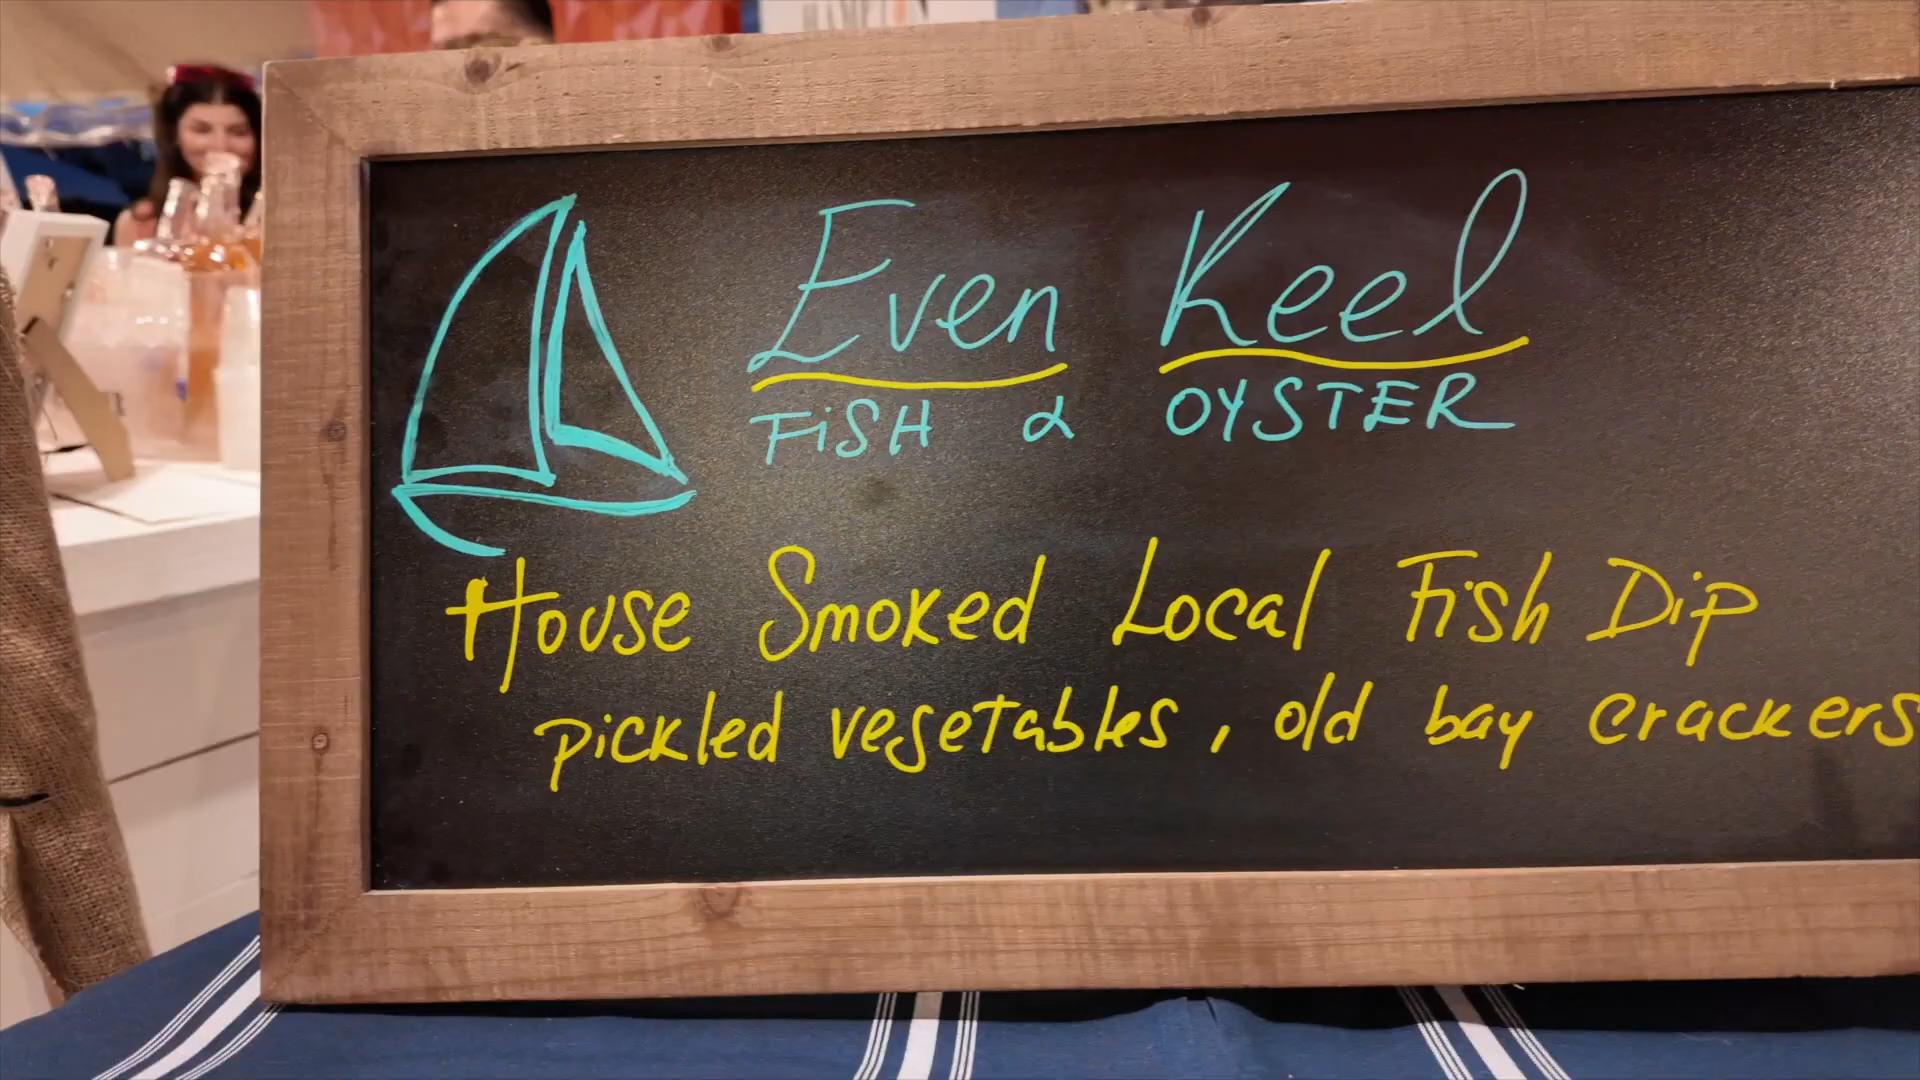 Even Keel
FiSH & OYSTER
House Smoked Local Fish Dip
pickled vegetables, old bay crackers